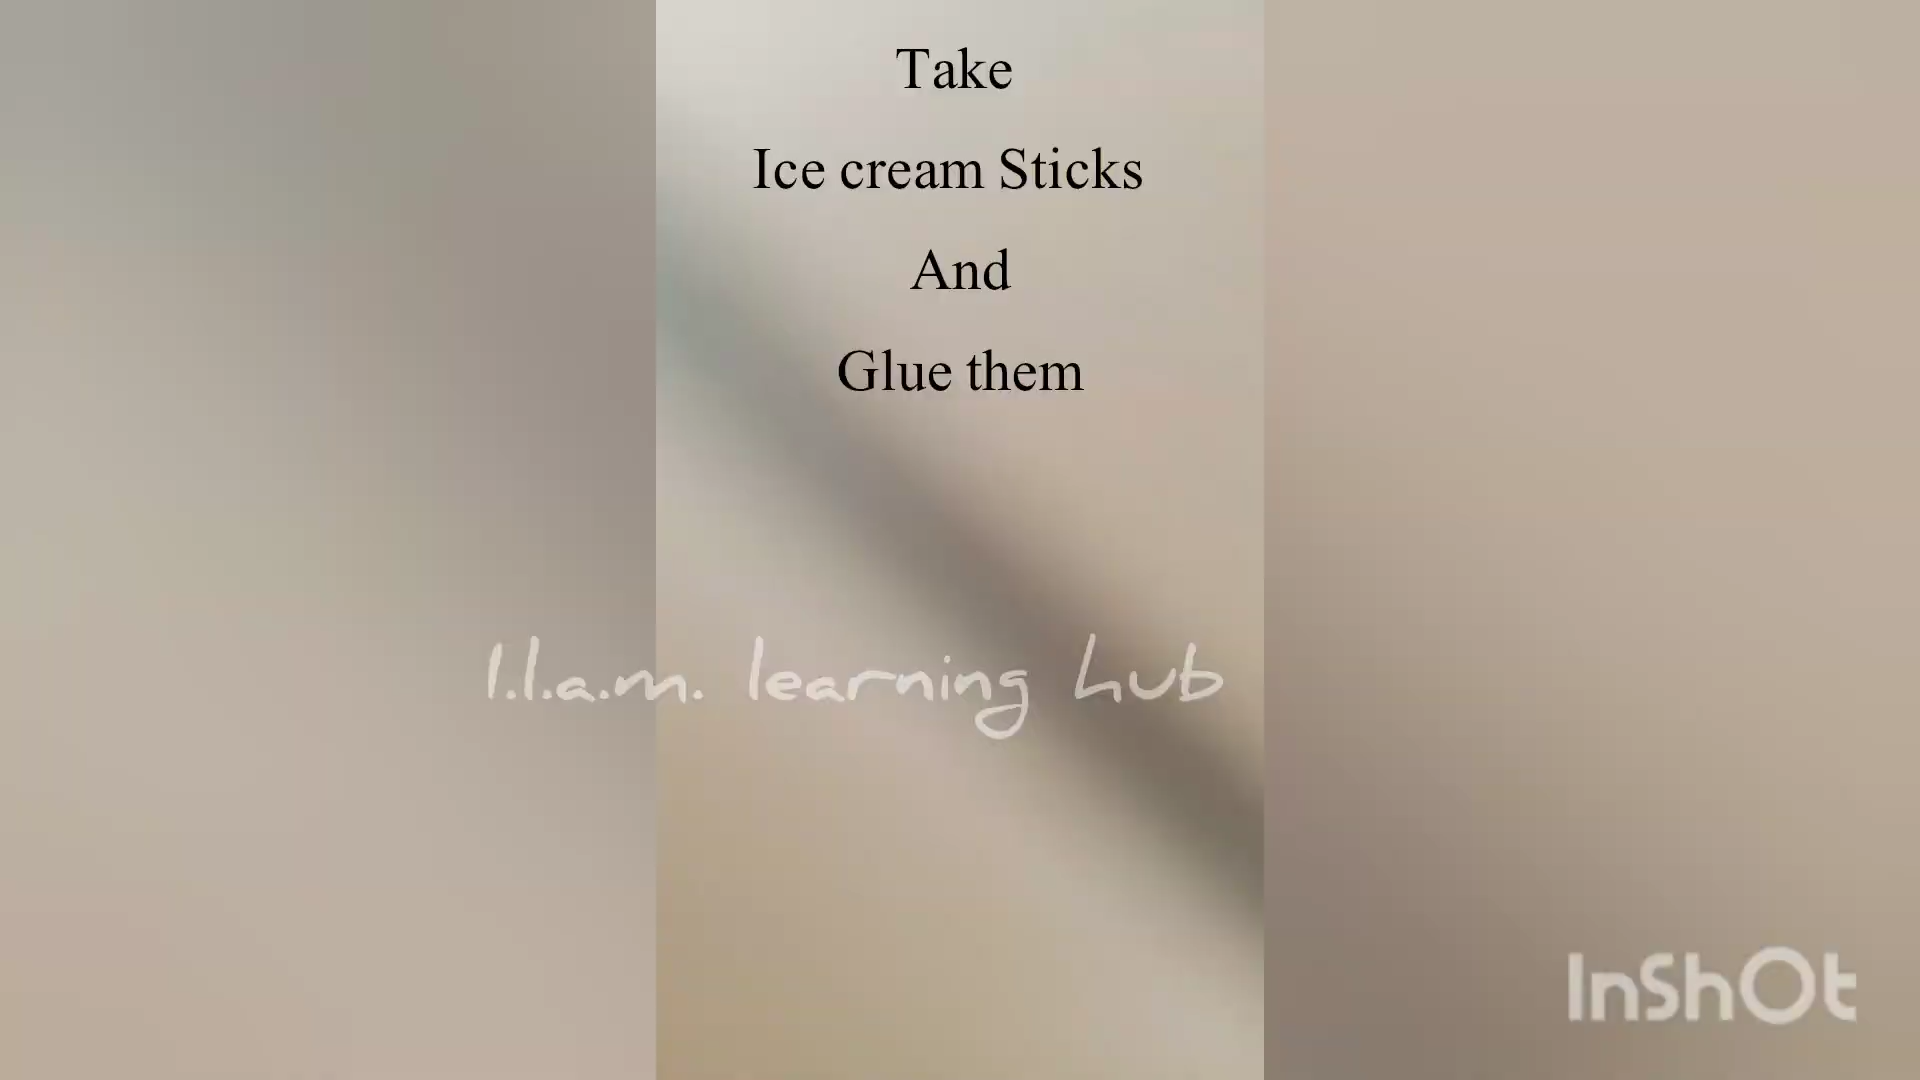 Take
Ice cream Sticks
And
Glue them
l.l.a.m. learning hub
InShOt